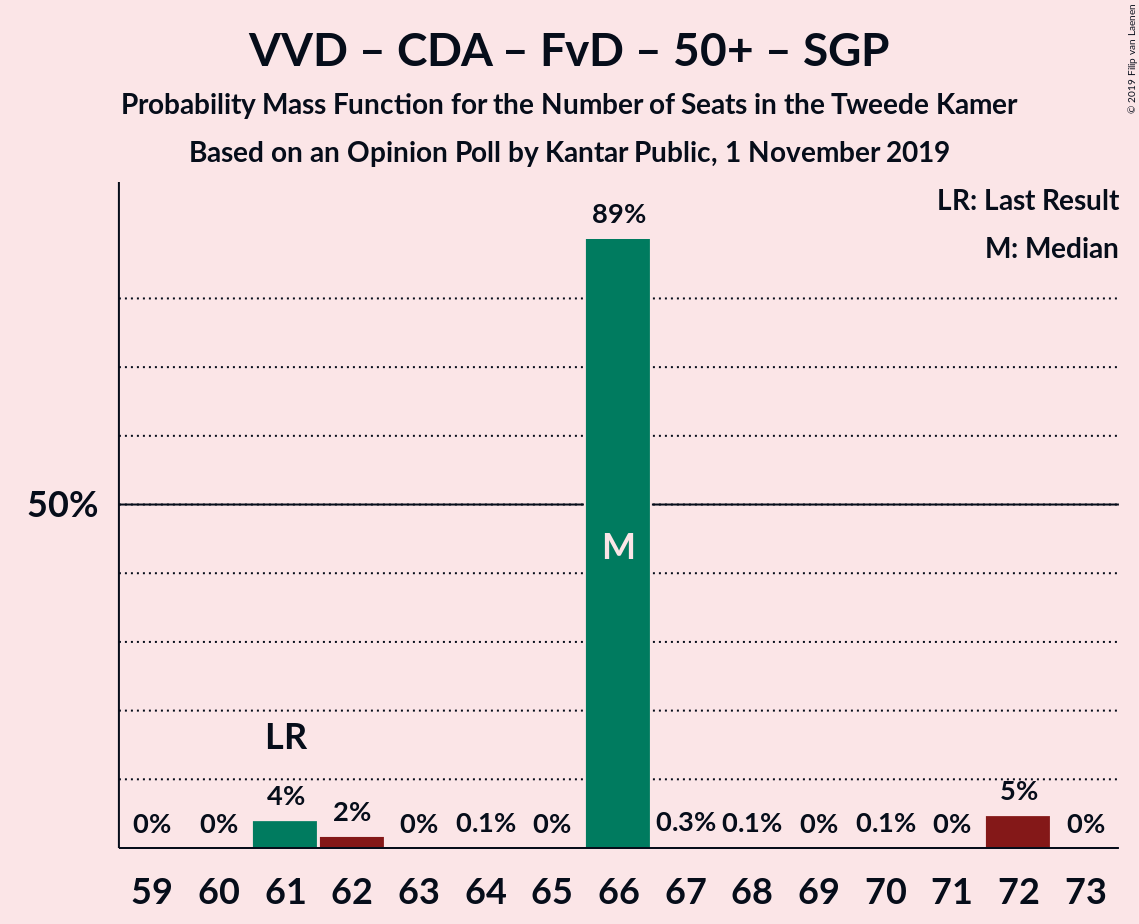 VVD – CDA – FvD – 50+ – SGP
Probability Mass Function for the Number of Seats in the Tweede Kamer
Based on an Opinion Poll by Kantar Public, 1 November 2019
© 2019 Filip van Laenen
LR: Last Result
M: Median
89%
50%
M
LR
0% 0% 4% 2% 0% 0.1% 0% 0.3% 0.1% 0% 0.1% 0% 5% 0%
59 60 61 62 63 64 65 66 67 68 69 70 71 72 73